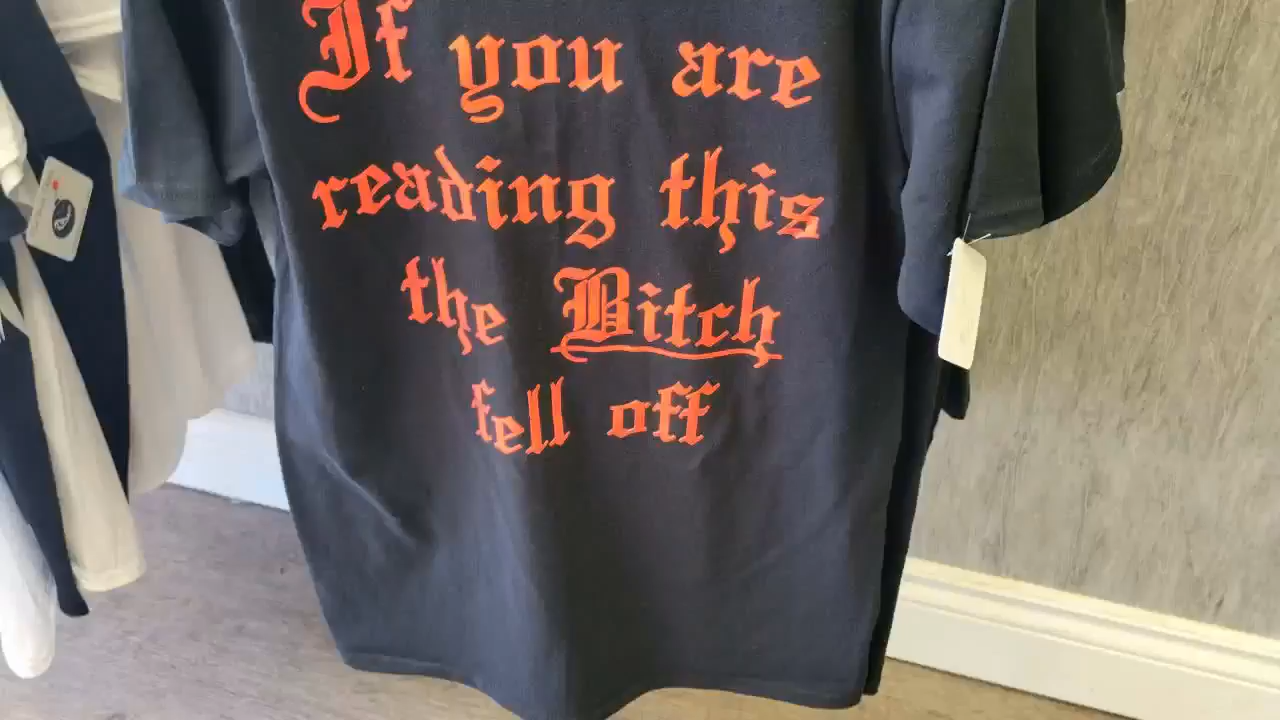 If you are
reading this
the Bitch
fell off